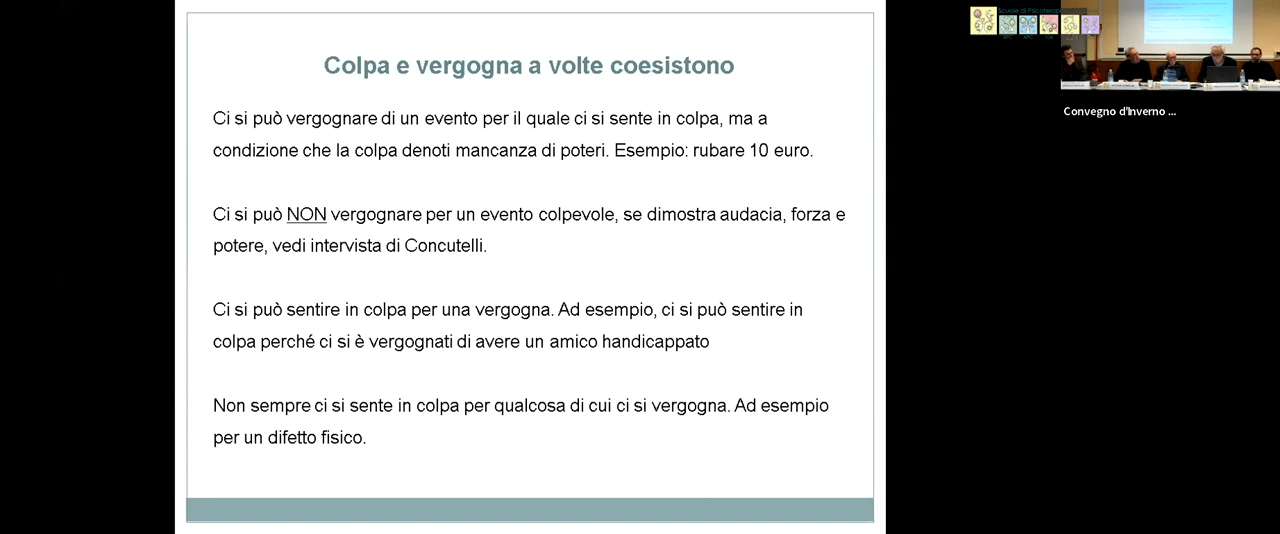 Colpa e vergogna a volte coesistono
Ci si può vergognare di un evento per il quale ci si sente in colpa, ma a
condizione che la colpa denoti mancanza di poteri. Esempio: rubare 10 euro.
Ci si può NON vergognare per un evento colpevole, se dimostra audacia, forza e
potere, vedi intervista di Concutelli.
Ci si può sentire in colpa per una vergogna. Ad esempio, ci si può sentire in
colpa perché ci si è vergognati di avere un amico handicappato
Non sempre ci si sente in colpa per qualcosa di cui ci si vergogna. Ad esempio
per un difetto fisico.
Scuole di Psicoterapia
Convegno d'Inverno ...